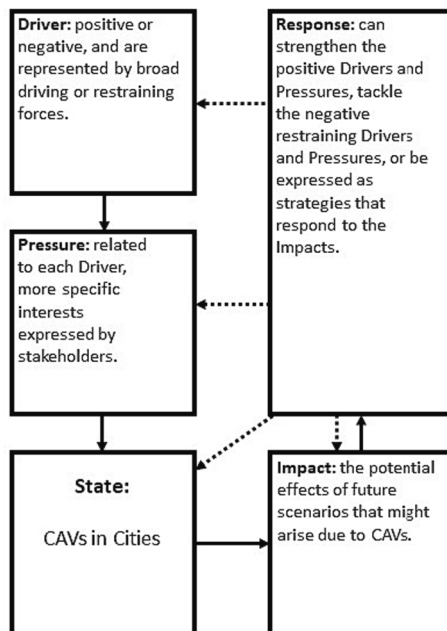 Driver: positive or
negative, and are
represented by broad
driving or restraining
forces.
Response: can
strengthen the
positive Drivers and
Pressures, tackle
the negative
restraining Drivers
and Pressures, or be
expressed as
strategies that
respond to the
Impacts.
Pressure: related
to each Driver,
more specific
interests
expressed by
stakeholders.
State:
CAVs in Cities
Impact: the potential
effects of future
scenarios that might
arise due to CAVs.